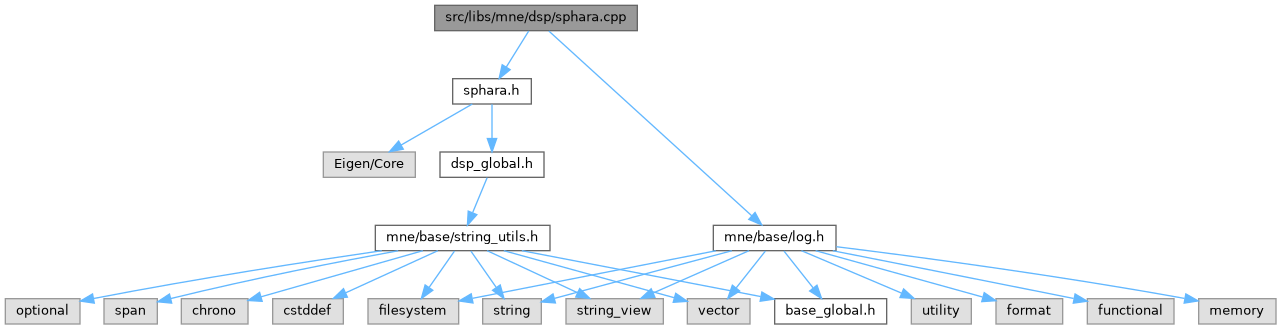 src/libs/mne/dsp/sphara.cpp
sphara.h
Eigen/Core
dsp_global.h
mne/base/string_utils.h
mne/base/log.h
optional
span
chrono
cstddef
filesystem
string
string_view
vector
base_global.h
utility
format
functional
memory